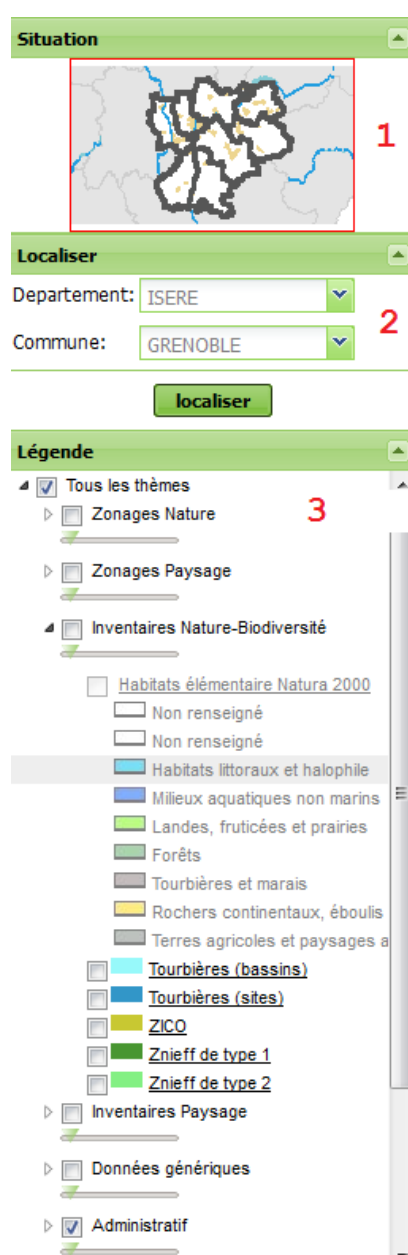 Situation
1
Localiser
Departement: ISERE
2
Commune: GRENOBLE
localiser
Légende
Tous les thèmes
3
Zonages Nature
Zonages Paysage
Inventaires Nature-Biodiversité
Habitats élémentaire Natura 2000
Non renseigné
Non renseigné
Habitats littoraux et halophile
Milieux aquatiques non marins
Landes, fruticées et prairies
Forêts
Tourbières et marais
Rochers continentaux, éboulis
Terres agricoles et paysages a
Tourbières (bassins)
Tourbières (sites)
ZICO
Znieff de type 1
Znieff de type 2
Inventaires Paysage
Données génériques
Administratif